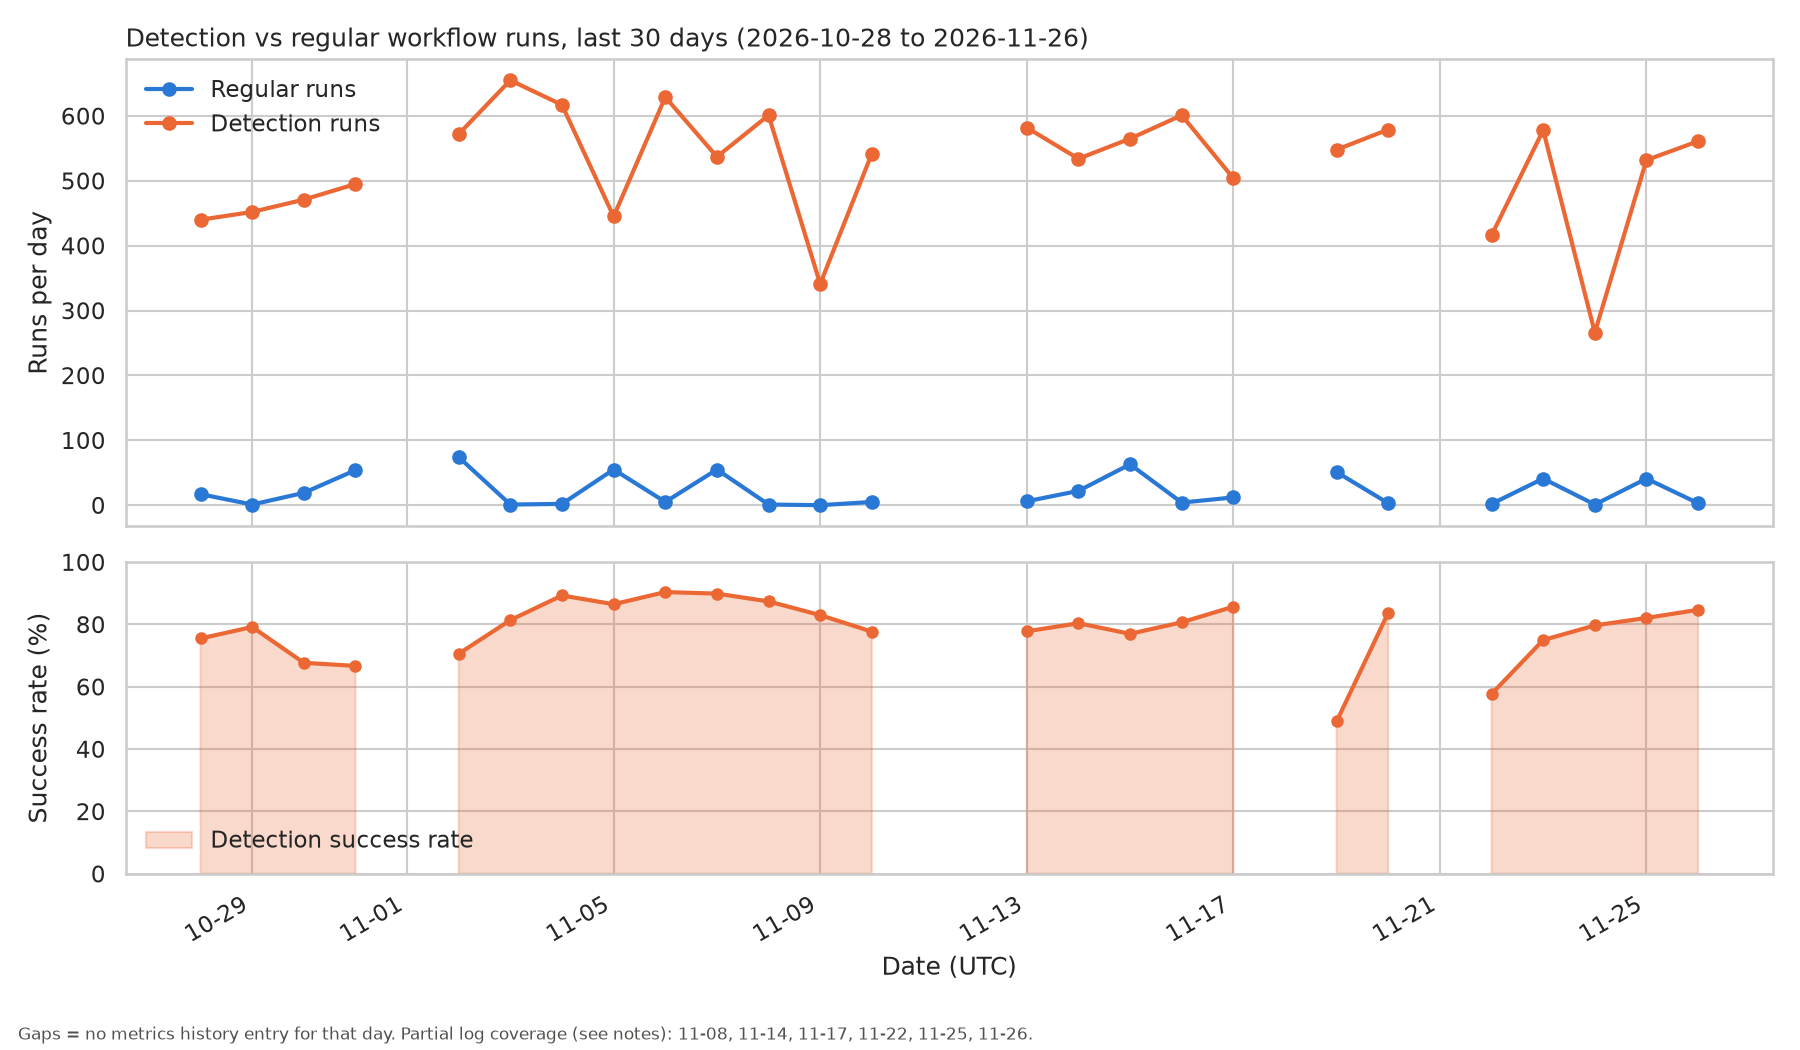 Detection vs regular workflow runs, last 30 days (2026-10-28 to 2026-11-26)
Regular runs
Detection runs
Runs per day
600
500
400
300
200
100
0
Success rate (%)
100
80
60
40
20
0
Detection success rate
10-29
11-01
11-05
11-09
11-13
11-17
11-21
11-25
Date (UTC)
Gaps = no metrics history entry for that day. Partial log coverage (see notes): 11-08, 11-14, 11-17, 11-22, 11-25, 11-26.